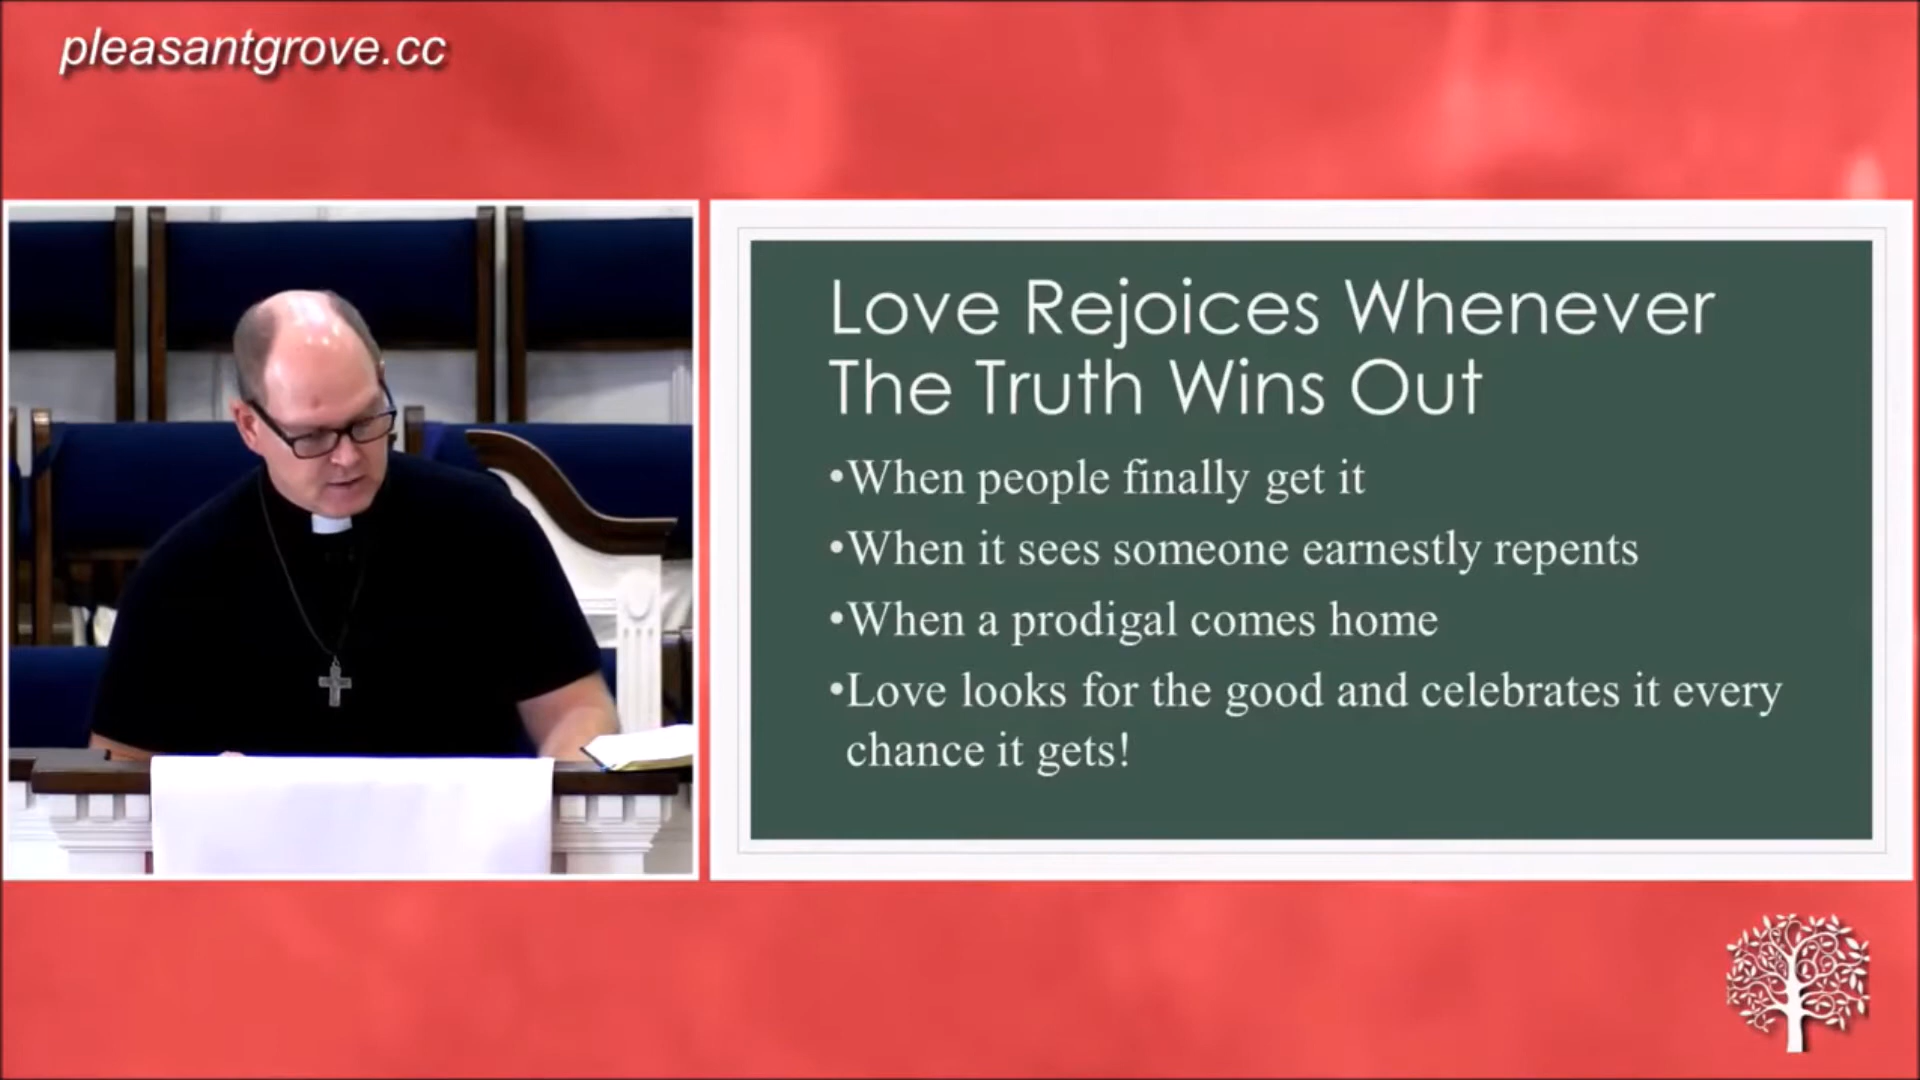 pleasantgrove.cc
Love Rejoices Whenever
The Truth Wins Out
•When people finally get it
•When it sees someone earnestly repents
•When a prodigal comes home
•Love looks for the good and celebrates it every
chance it gets!